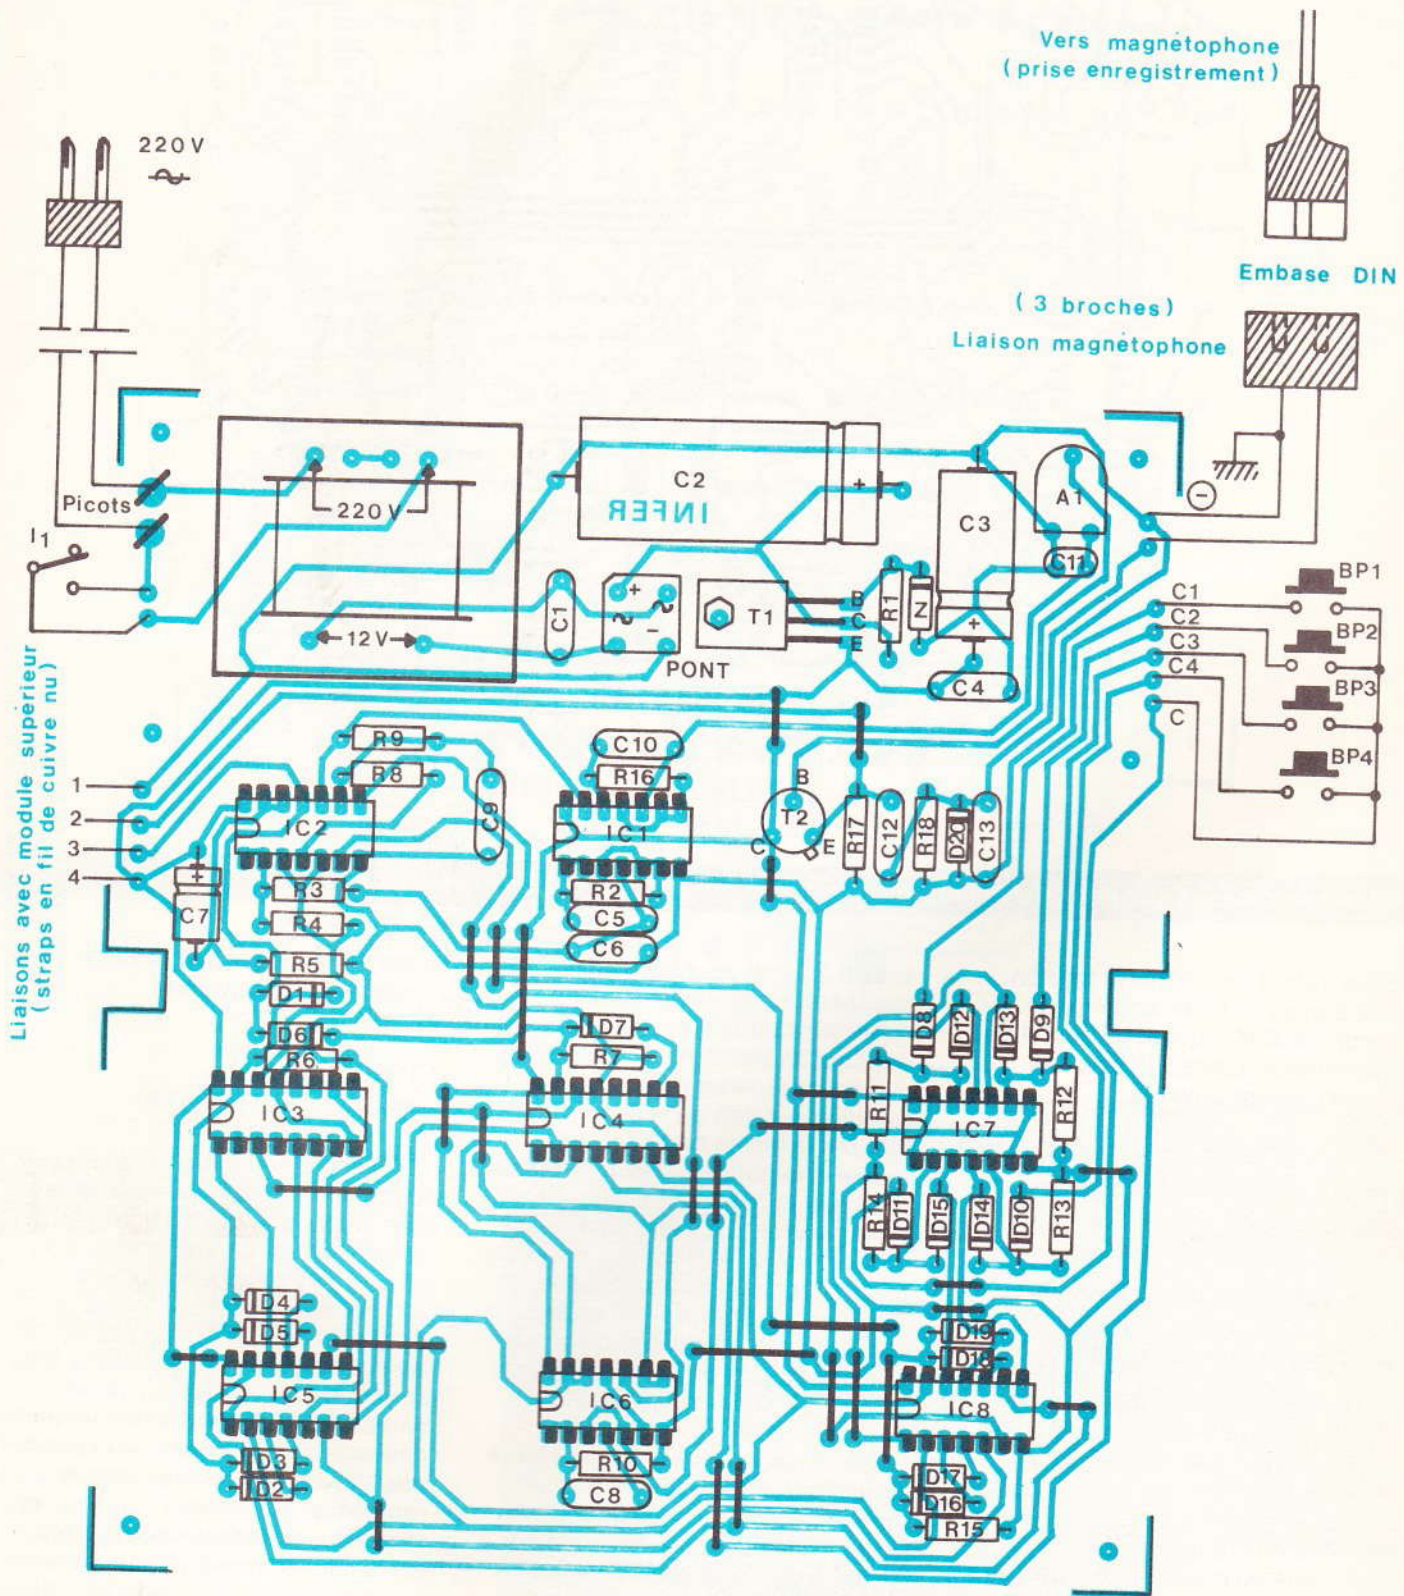 Vers magnétophone
(prise enregistrement)
220V
Embase DIN
(3 broches)
Liaison magnétophone
Picots
I1
220V
12V
C2
INFER
+
C3
+
A1
C11
−
C1
+
−
PONT
T1
B
C
E
R1
Z
C4
C1
C2
C3
C4
C
BP1
BP2
BP3
BP4
Liaisons avec module supérieur
(straps en fil de cuivre nu)
1
2
3
4
R9
R8
C9
IC2
C10
R16
IC1
B
T2
C
E
R17
C12
R18
D20
C13
+
C7
R3
R4
R5
D1
D6
R6
R2
C5
C6
D7
R7
D8
D12
D13
D9
R11
R12
IC3
IC4
IC7
R14
D11
D15
D14
D10
R13
D4
D5
D19
D18
IC5
IC6
IC8
D3
D2
R10
C8
D17
D16
R15